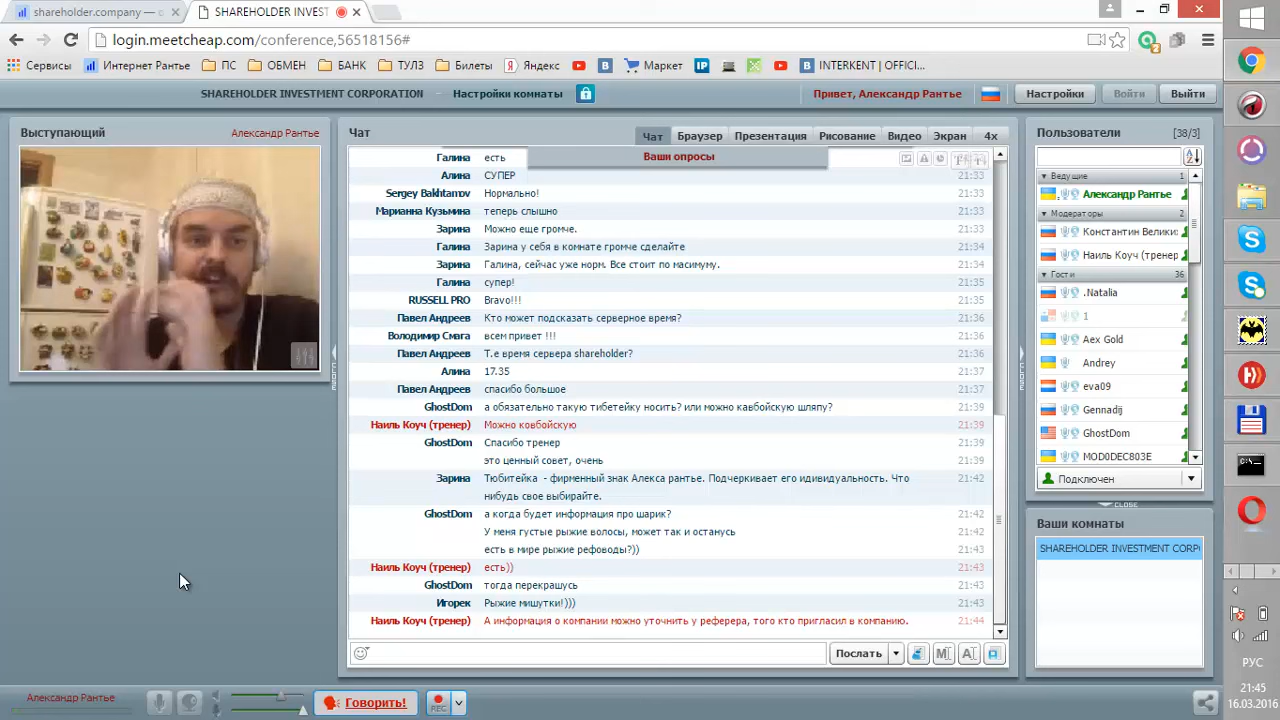 shareholder.company — с
SHAREHOLDER INVEST
login.meetcheap.com/conference,56518156#
Сервисы
Интернет Рантье
ПС
ОБМЕН
БАНК
ТУЛЗ
Билеты
Яндекс
Маркет
IP
INTERKENT | OFFICI...
SHAREHOLDER INVESTMENT CORPORATION
Настройки комнаты
Привет, Александр Рантье
Настройки
Войти
Выйти
Выступающий
Александр Рантье
Чат
Чат
Браузер
Презентация
Рисование
Видео
Экран
4x
Ваши опросы
Галина есть
Алина СУПЕР 21:33
Sergey Bakhtamov Нормально! 21:33
Марианна Кузьмина теперь слышно 21:33
Зарина Можно еще громче. 21:33
Галина Зарина у себя в комнате громче сделайте 21:34
Зарина Галина, сейчас уже норм. Все стоит по масимуму. 21:34
Галина супер! 21:34
RUSSELL PRO Bravo!!! 21:35
Павел Андреев Кто может подсказать серверное время? 21:36
Володимир Смага всем привет !!! 21:36
Павел Андреев Т.е время сервера shareholder? 21:36
Алина 17.35 21:37
Павел Андреев спасибо большое 21:37
GhostDom а обязательно такую тибетейку носить? или можно кавбойскую шляпу? 21:39
Наиль Коуч (тренер) Можно ковбойскую 21:39
GhostDom Спасибо тренер 21:39
это ценный совет, очень 21:39
Зарина Тюбитейка - фирменный знак Алекса рантье. Подчеркивает его идивидуальность. Что 21:42
нибудь свое выбирайте.
GhostDom а когда будет информация про шарик? 21:42
У меня густые рыжие волосы, может так и останусь 21:42
есть в мире рыжие рефоводы?)) 21:43
Наиль Коуч (тренер) есть)) 21:43
GhostDom тогда перекрашусь 21:43
Игорек Рыжие мишутки!))) 21:43
Наиль Коуч (тренер) А информация о компании можно уточнить у реферера, того кто пригласил в компанию. 21:44
Послать
Пользователи [38/3]
Ведущие 1
Александр Рантье
Модераторы 2
Константин Велики
Наиль Коуч (тренер
Гости 36
.Natalia
1
Aex Gold
Andrey
eva09
Gennadij
GhostDom
MOD0DEC803E
Подключен
CLOSE
Ваши комнаты
SHAREHOLDER INVESTMENT CORP
Александр Рантье
Говорить!
REC
РУС
21:45
16.03.2016